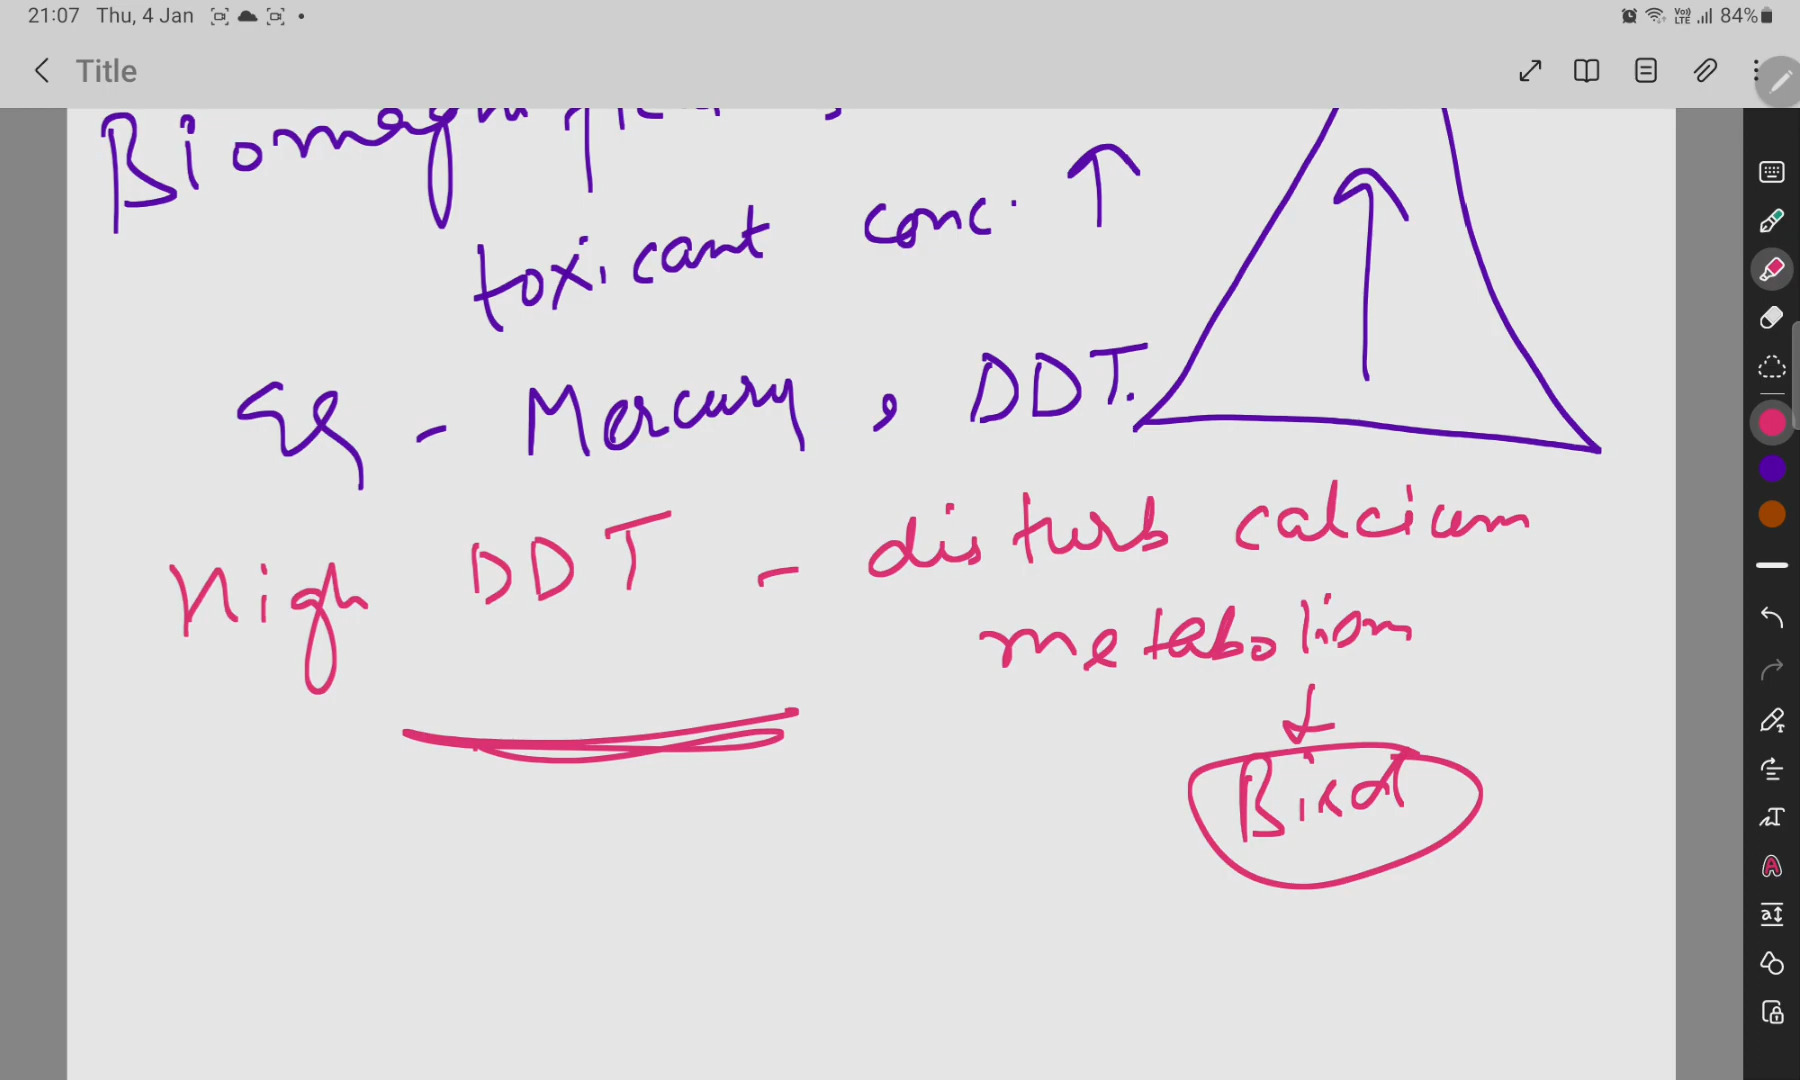 21:07 Thu, 4 Jan
84%
Title
toxicant conc. ↑
Eg - Mercury, DDT.
High DDT - disturb calcium
metabolism
↓
Bird